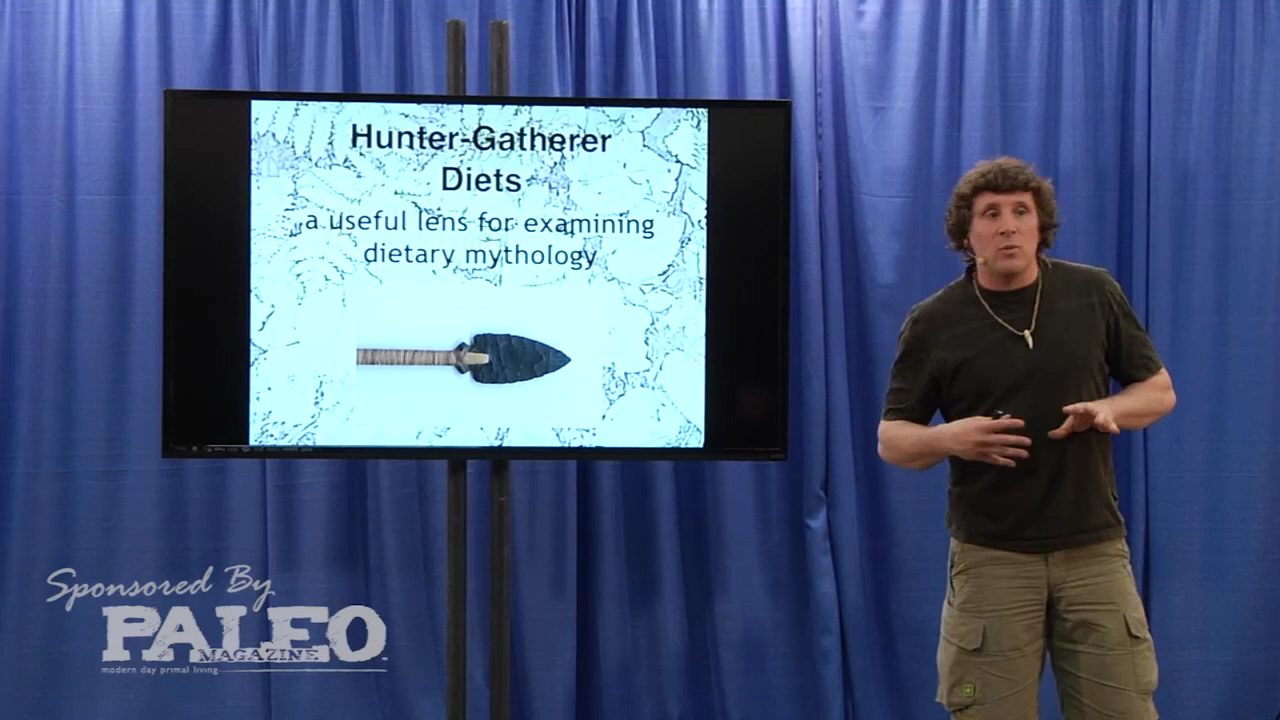 Hunter-Gatherer
Diets
a useful lens for examining
dietary mythology
Sponsored By
PALEO
MAGAZINE
modern day primal living